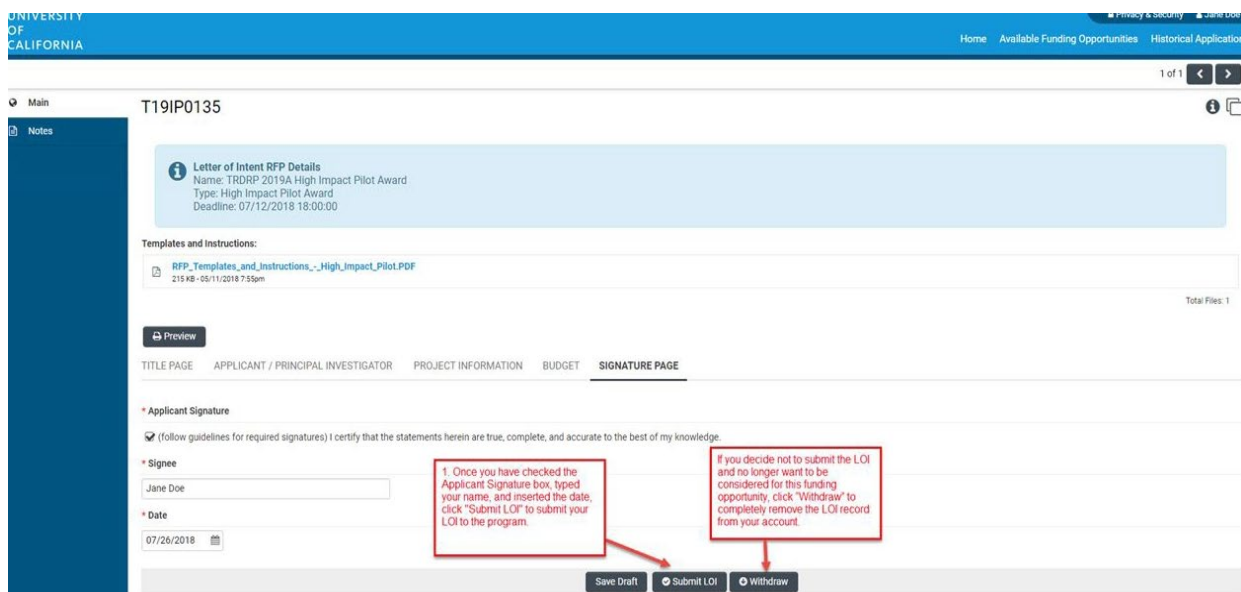 UNIVERSITY
OF
CALIFORNIA
Privacy & Security Jane Doe
Home Available Funding Opportunities Historical Application
1 of 1
Main
Notes
T19IP0135
Letter of Intent RFP Details
Name: TRDRP 2019A High Impact Pilot Award
Type: High Impact Pilot Award
Deadline: 07/12/2018 18:00:00
Templates and Instructions:
RFP_Templates_and_Instructions_-_High_Impact_Pilot.PDF
215 KB - 05/11/2018 7:55pm
Total Files: 1
Preview
TITLE PAGE APPLICANT / PRINCIPAL INVESTIGATOR PROJECT INFORMATION BUDGET SIGNATURE PAGE
* Applicant Signature
(follow guidelines for required signatures) I certify that the statements herein are true, complete, and accurate to the best of my knowledge.
* Signee
Jane Doe
* Date
07/26/2018
1. Once you have checked the
Applicant Signature box, typed
your name, and inserted the date,
click "Submit LOI" to submit your
LOI to the program.
If you decide not to submit the LOI
and no longer want to be
considered for this funding
opportunity, click "Withdraw" to
completely remove the LOI record
from your account.
Save Draft Submit LOI Withdraw